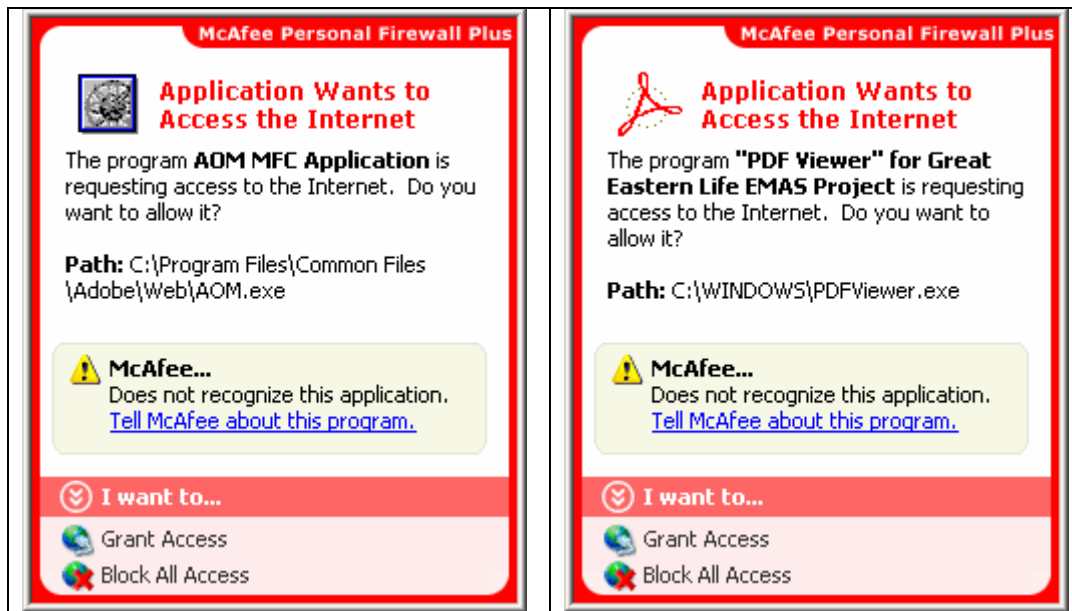 McAfee Personal Firewall Plus
Application Wants to
Access the Internet
The program AOM MFC Application is
requesting access to the Internet.  Do you
want to allow it?
Path: C:\Program Files\Common Files
\Adobe\Web\AOM.exe
McAfee...
Does not recognize this application.
Tell McAfee about this program.
I want to...
Grant Access
Block All Access
McAfee Personal Firewall Plus
Application Wants to
Access the Internet
The program "PDF Viewer" for Great
Eastern Life EMAS Project is requesting
access to the Internet.  Do you want to
allow it?
Path: C:\WINDOWS\PDFViewer.exe
McAfee...
Does not recognize this application.
Tell McAfee about this program.
I want to...
Grant Access
Block All Access